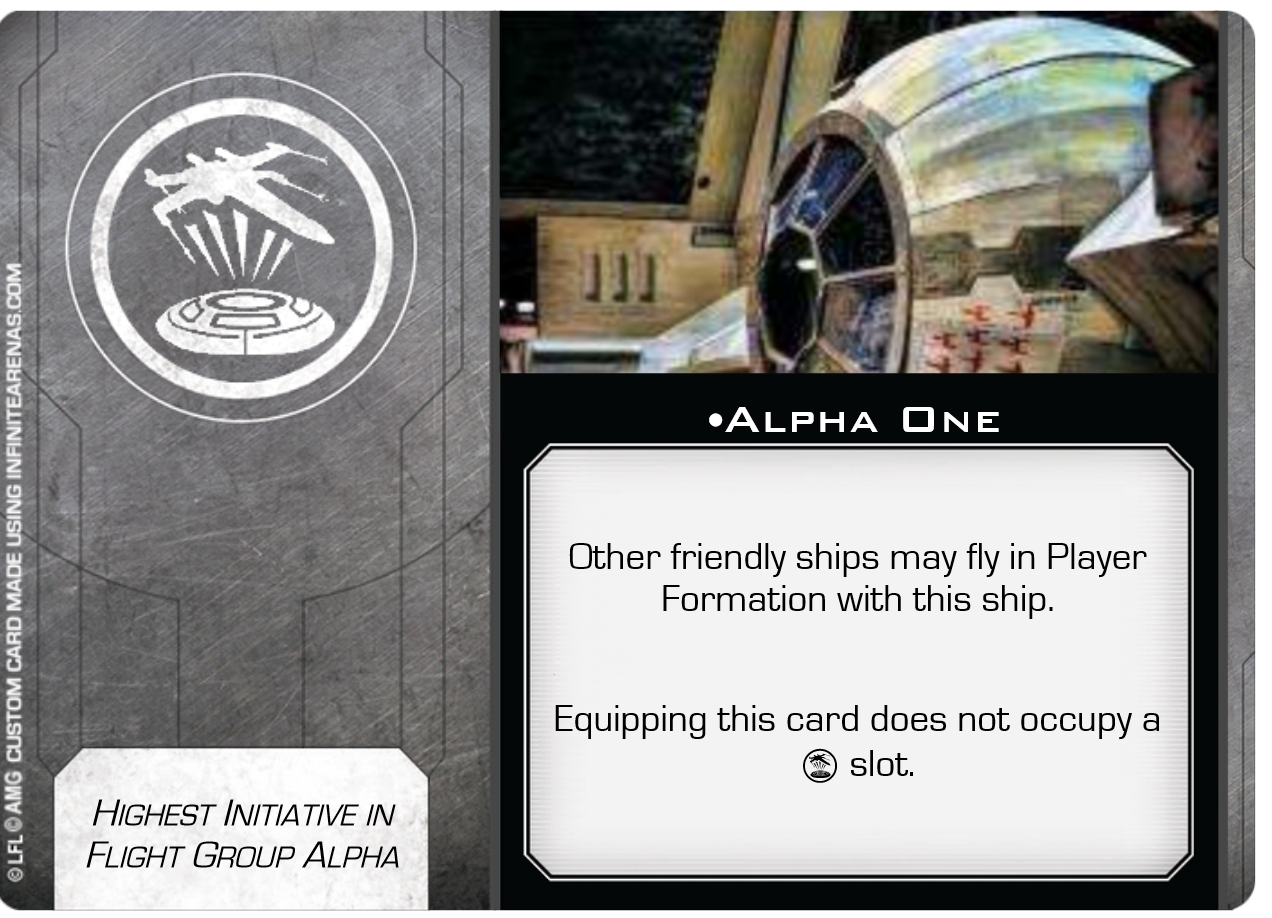 •Alpha One
Other friendly ships may fly in Player
Formation with this ship.
Equipping this card does not occupy a
slot.
Highest Initiative in
Flight Group Alpha
© LFL © AMG CUSTOM CARD MADE USING INFINITEARENAS.COM